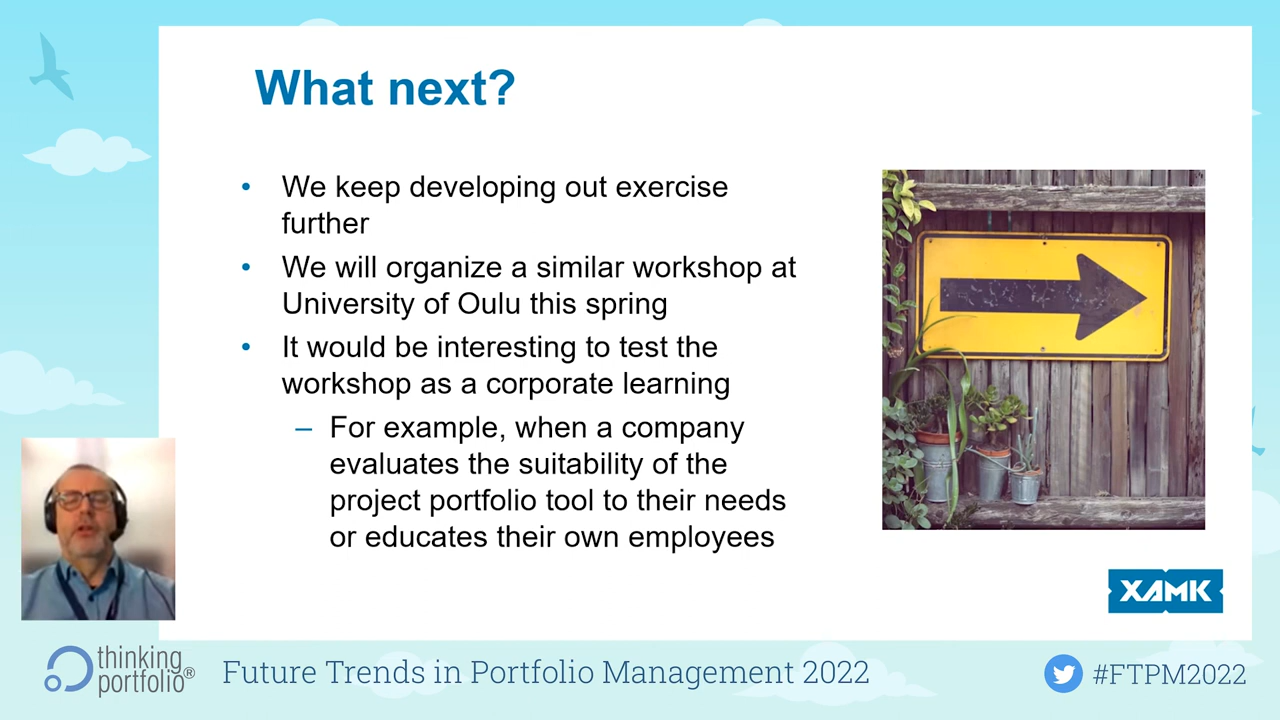 What next?
• We keep developing out exercise
further
• We will organize a similar workshop at
University of Oulu this spring
• It would be interesting to test the
workshop as a corporate learning
– For example, when a company
evaluates the suitability of the
project portfolio tool to their needs
or educates their own employees
XAMK
thinking
portfolio®
Future Trends in Portfolio Management 2022
#FTPM2022